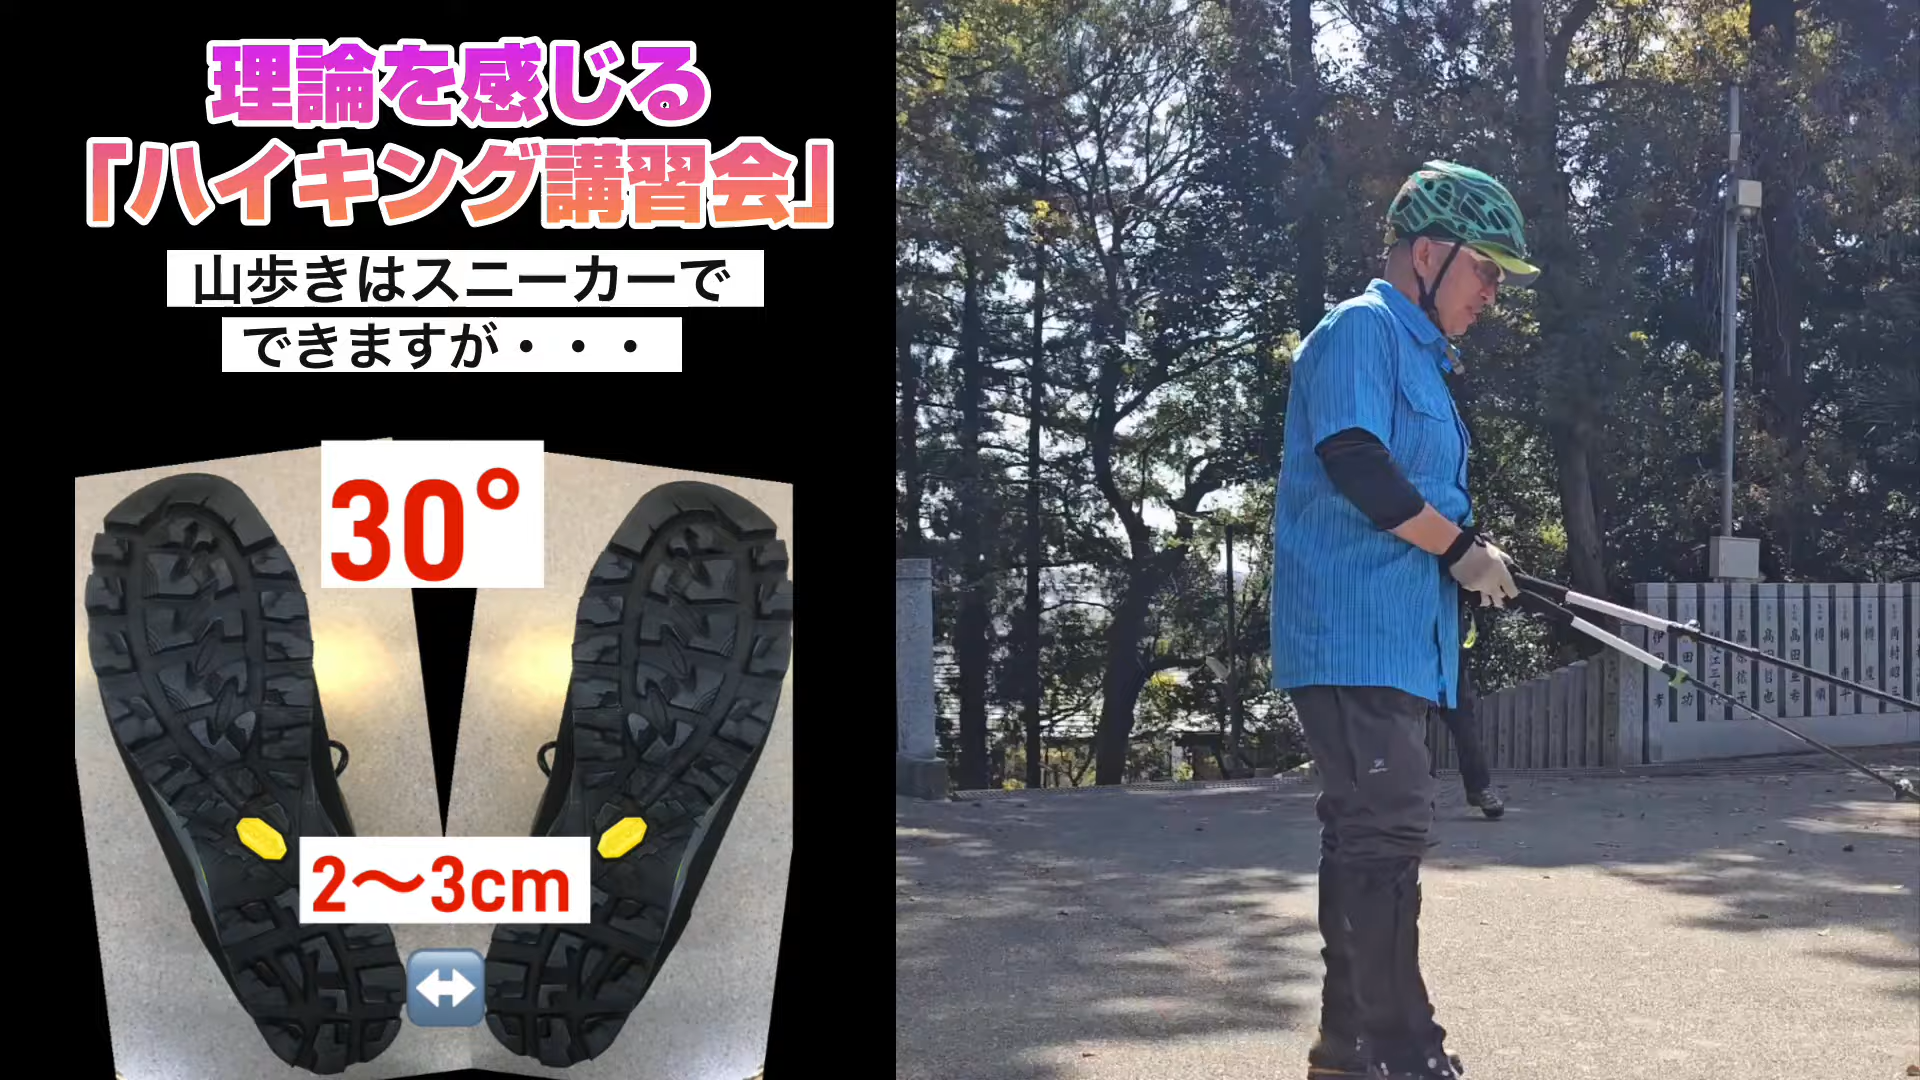 理論を感じる
「ハイキング講習会」
山歩きはスニーカーで
できますが・・・
30°
2〜3cm